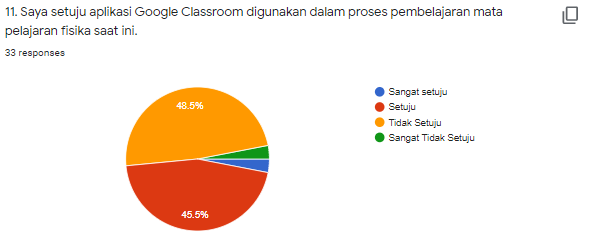 11. Saya setuju aplikasi Google Classroom digunakan dalam proses pembelajaran mata
pelajaran fisika saat ini.
33 responses
48.5%
45.5%
Sangat setuju
Setuju
Tidak Setuju
Sangat Tidak Setuju